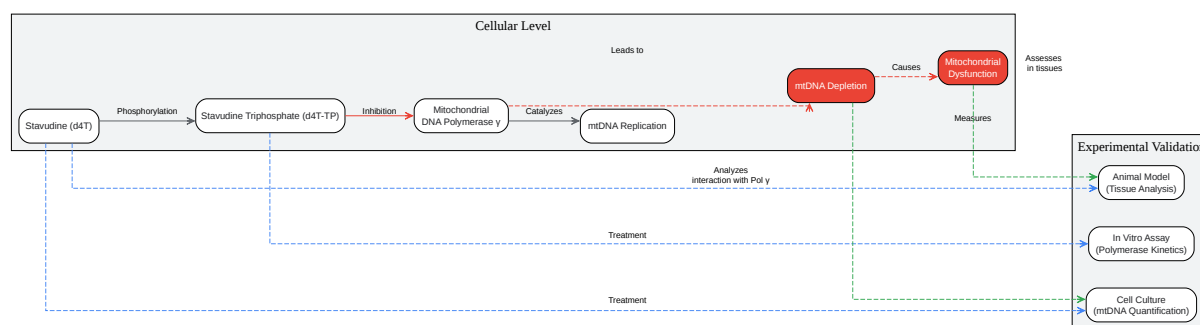 Cellular Level
Leads to
Assesses
in tissues
Causes
Mitochondrial
Dysfunction
mtDNA Depletion
Phosphorylation
Stavudine Triphosphate (d4T-TP)
Inhibition
Mitochondrial
DNA Polymerase γ
Catalyzes
mtDNA Replication
Stavudine (d4T)
Measures
Experimental Validation
Analyzes
interaction with Pol γ
Animal Model
(Tissue Analysis)
Treatment
In Vitro Assay
(Polymerase Kinetics)
Treatment
Cell Culture
(mtDNA Quantification)